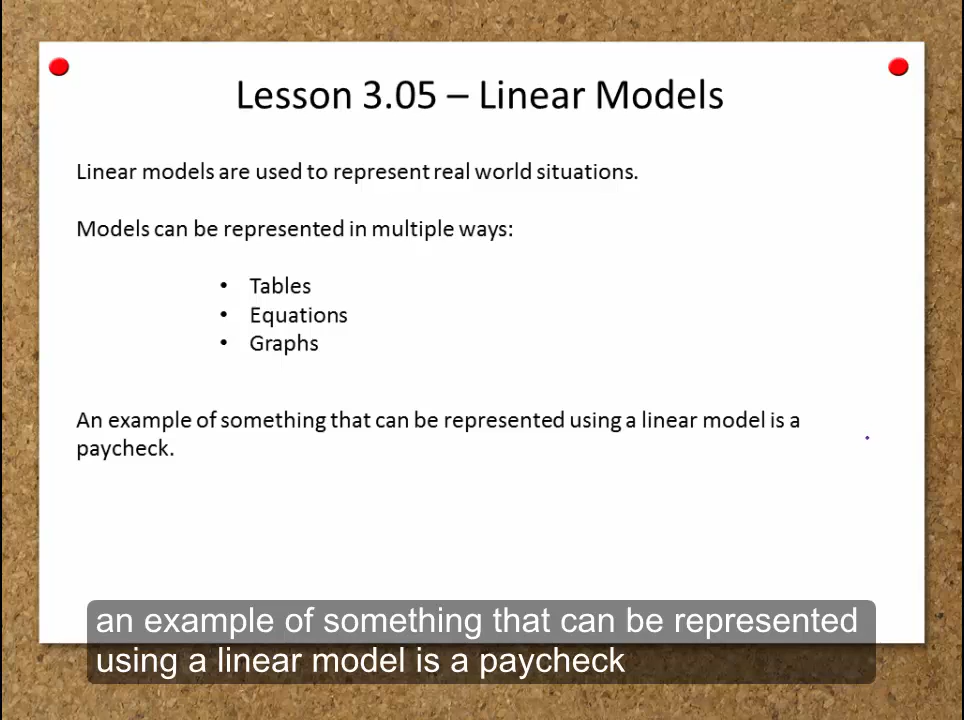 Lesson 3.05 – Linear Models
Linear models are used to represent real world situations.
Models can be represented in multiple ways:
• Tables
• Equations
• Graphs
An example of something that can be represented using a linear model is a
paycheck.
an example of something that can be represented
using a linear model is a paycheck